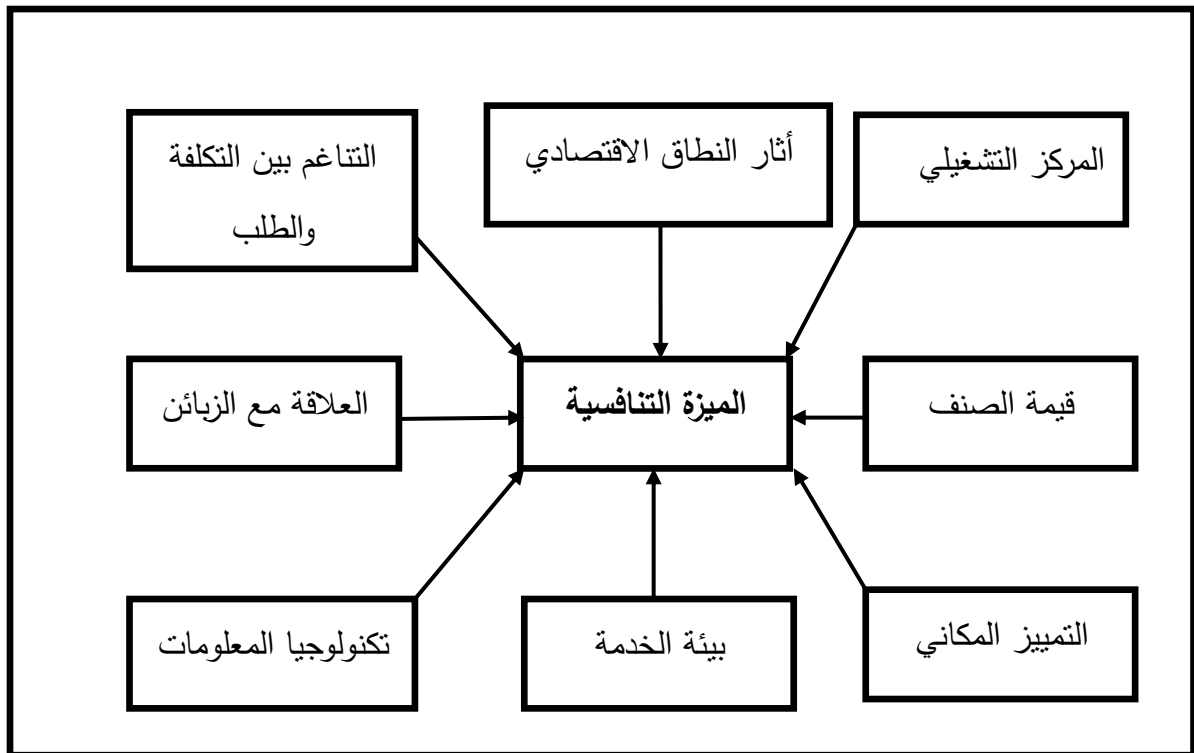 المركز التشغيلي
أثار النطاق الاقتصادي
التناغم بين التكلفة
والطلب
قيمة الصنف
الميزة التنافسية
العلاقة مع الزبائن
التمييز المكاني
بيئة الخدمة
تكنولوجيا المعلومات